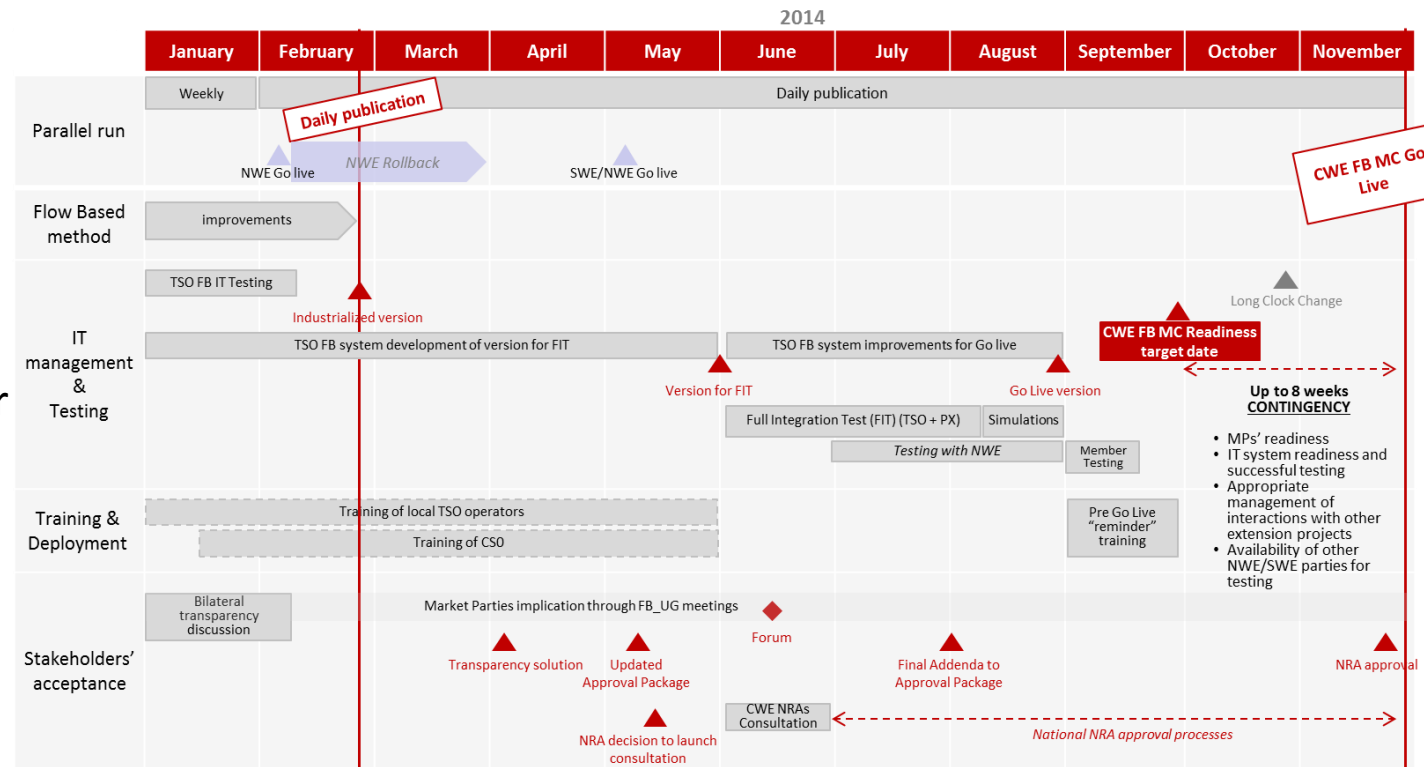 2014
January
February
March
April
May
June
July
August
September
October
November
Parallel run
Weekly
Daily publication
Daily publication
NWE Rollback
NWE Go live
SWE/NWE Go live
CWE FB MC Go
Live
Flow Based
method
improvements
IT
management
&
Testing
TSO FB IT Testing
Industrialized version
Long Clock Change
TSO FB system development of version for FIT
TSO FB system improvements for Go live
CWE FB MC Readiness
target date
Version for FIT
Go Live version
Full Integration Test (FIT) (TSO + PX)
Simulations
Testing with NWE
Member
Testing
Up to 8 weeks
CONTINGENCY
• MPs’ readiness
• IT system readiness and
successful testing
• Appropriate
management of
interactions with other
extension projects
• Availability of other
NWE/SWE parties for
testing
Training &
Deployment
Training of local TSO operators
Training of CS0
Pre Go Live
“reminder”
training
Stakeholders’
acceptance
Bilateral
transparency
discussion
Market Parties implication through FB_UG meetings
Forum
Transparency solution
Updated
Approval Package
Final Addenda to
Approval Package
NRA approval
NRA decision to launch
consultation
CWE NRAs
Consultation
National NRA approval processes